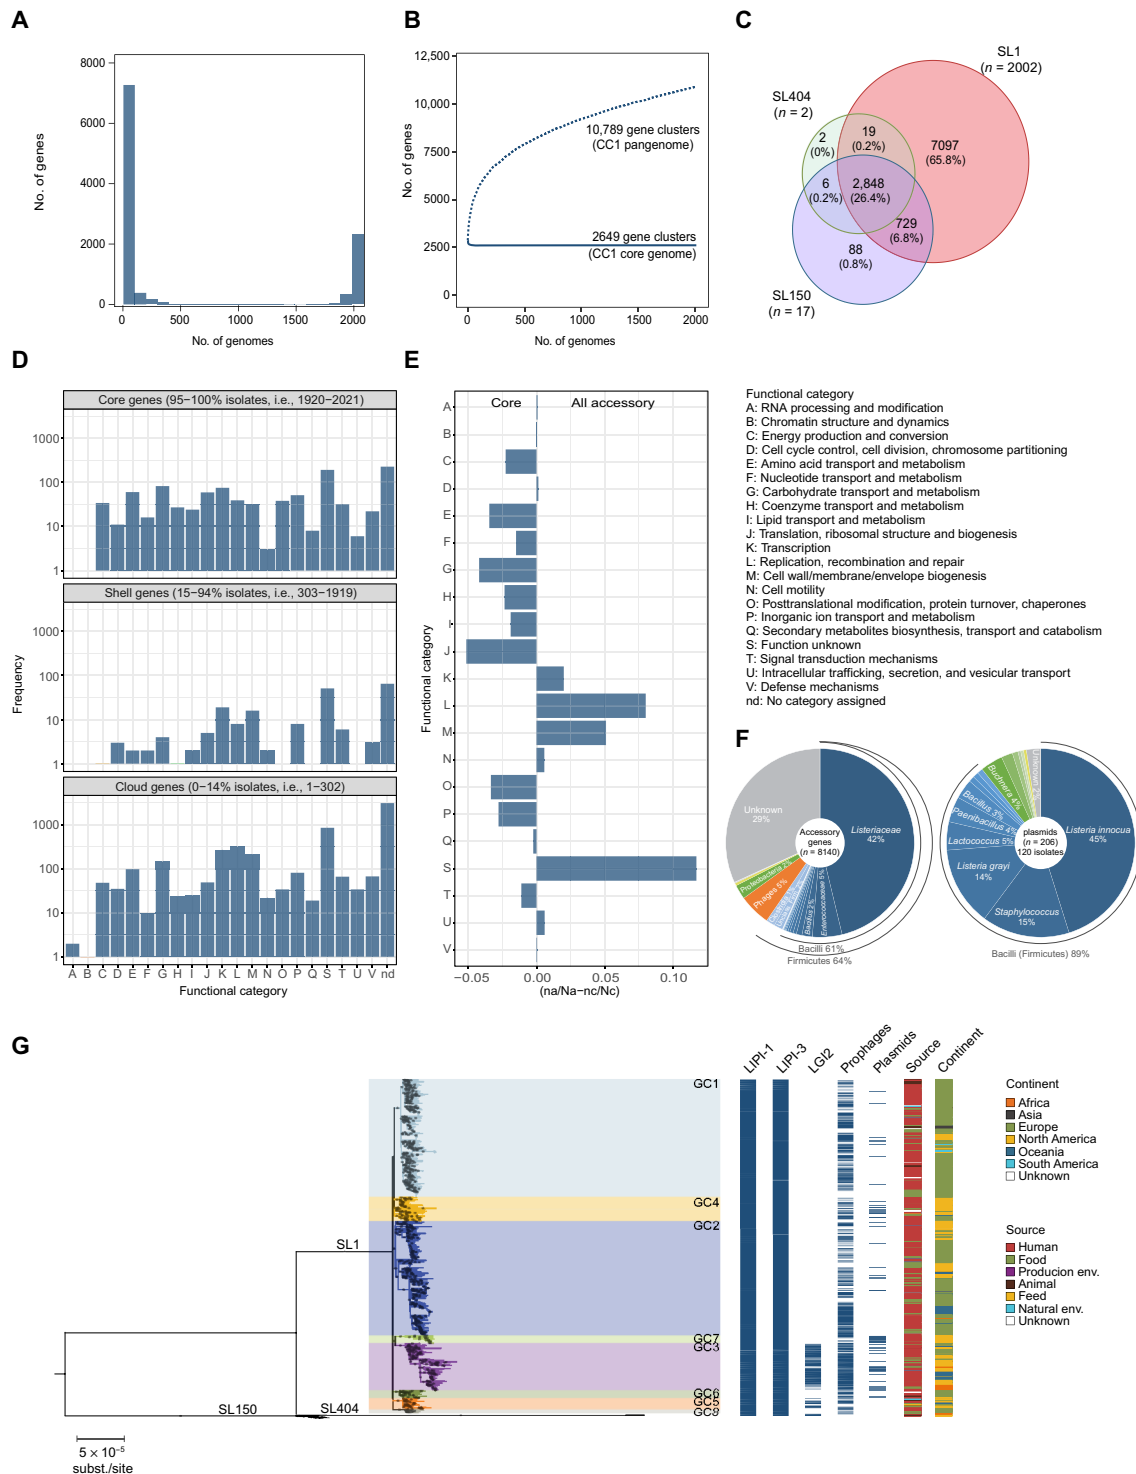 A
8000
6000
4000
2000
0
No. of genes
0
500
1000
1500
2000
No. of genomes
B
12,500
10,000
7500
5000
2500
0
No. of genes
10,789 gene clusters
(CC1 pangenome)
2649 gene clusters
(CC1 core genome)
0
500
1000
1500
2000
No. of genomes
C
SL1
(n = 2002)
SL404
(n = 2)
2
(0%)
19
(0.2%)
7097
(65.8%)
6
(0.2%)
2,848
(26.4%)
729
(6.8%)
88
(0.8%)
SL150
(n = 17)
D
Core genes (95–100% isolates, i.e., 1920–2021)
1000
100
10
1
Shell genes (15–94% isolates, i.e., 303–1919)
1000
100
10
1
Cloud genes (0–14% isolates, i.e., 1–302)
1000
100
10
1
Frequency
A B C D E F G H I J K L M N O P Q S T U V nd
Functional category
E
Core
All accessory
A
B
C
D
E
F
G
H
I
J
K
L
M
N
O
P
Q
S
T
U
V
Functional category
−0.05
0.00
0.05
0.10
(na/Na−nc/Nc)
Functional category
A: RNA processing and modification
B: Chromatin structure and dynamics
C: Energy production and conversion
D: Cell cycle control, cell division, chromosome partitioning
E: Amino acid transport and metabolism
F: Nucleotide transport and metabolism
G: Carbohydrate transport and metabolism
H: Coenzyme transport and metabolism
I: Lipid transport and metabolism
J: Translation, ribosomal structure and biogenesis
K: Transcription
L: Replication, recombination and repair
M: Cell wall/membrane/envelope biogenesis
N: Cell motility
O: Posttranslational modification, protein turnover, chaperones
P: Inorganic ion transport and metabolism
Q: Secondary metabolites biosynthesis, transport and catabolism
S: Function unknown
T: Signal transduction mechanisms
U: Intracellular trafficking, secretion, and vesicular transport
V: Defense mechanisms
nd: No category assigned
F
Unknown
29%
Listeriaceae
42%
Accessory
genes
(n = 8140)
Proteobacteria 2%
Phages 5%
Bacillus 2%
Enterococcaceae 5%
Bacilli 61%
Firmicutes 64%
Buchnera 4%
Unknown
Bacillus 3%
Paenibacillus 4%
Lactococcus 5%
Listeria grayi
14%
Staphylococcus
15%
Listeria innocua
45%
plasmids
(n = 206)
120 isolates
Bacilli (Firmicutes) 89%
G
SL1
SL150
SL404
5 × 10⁻⁵
subst./site
GC1
GC4
GC2
GC7
GC3
GC6
GC5
GC8
LIPI-1
LIPI-3
LGI2
Prophages
Plasmids
Source
Continent
Continent
Africa
Asia
Europe
North America
Oceania
South America
Unknown
Source
Human
Food
Producion env.
Animal
Feed
Natural env.
Unknown